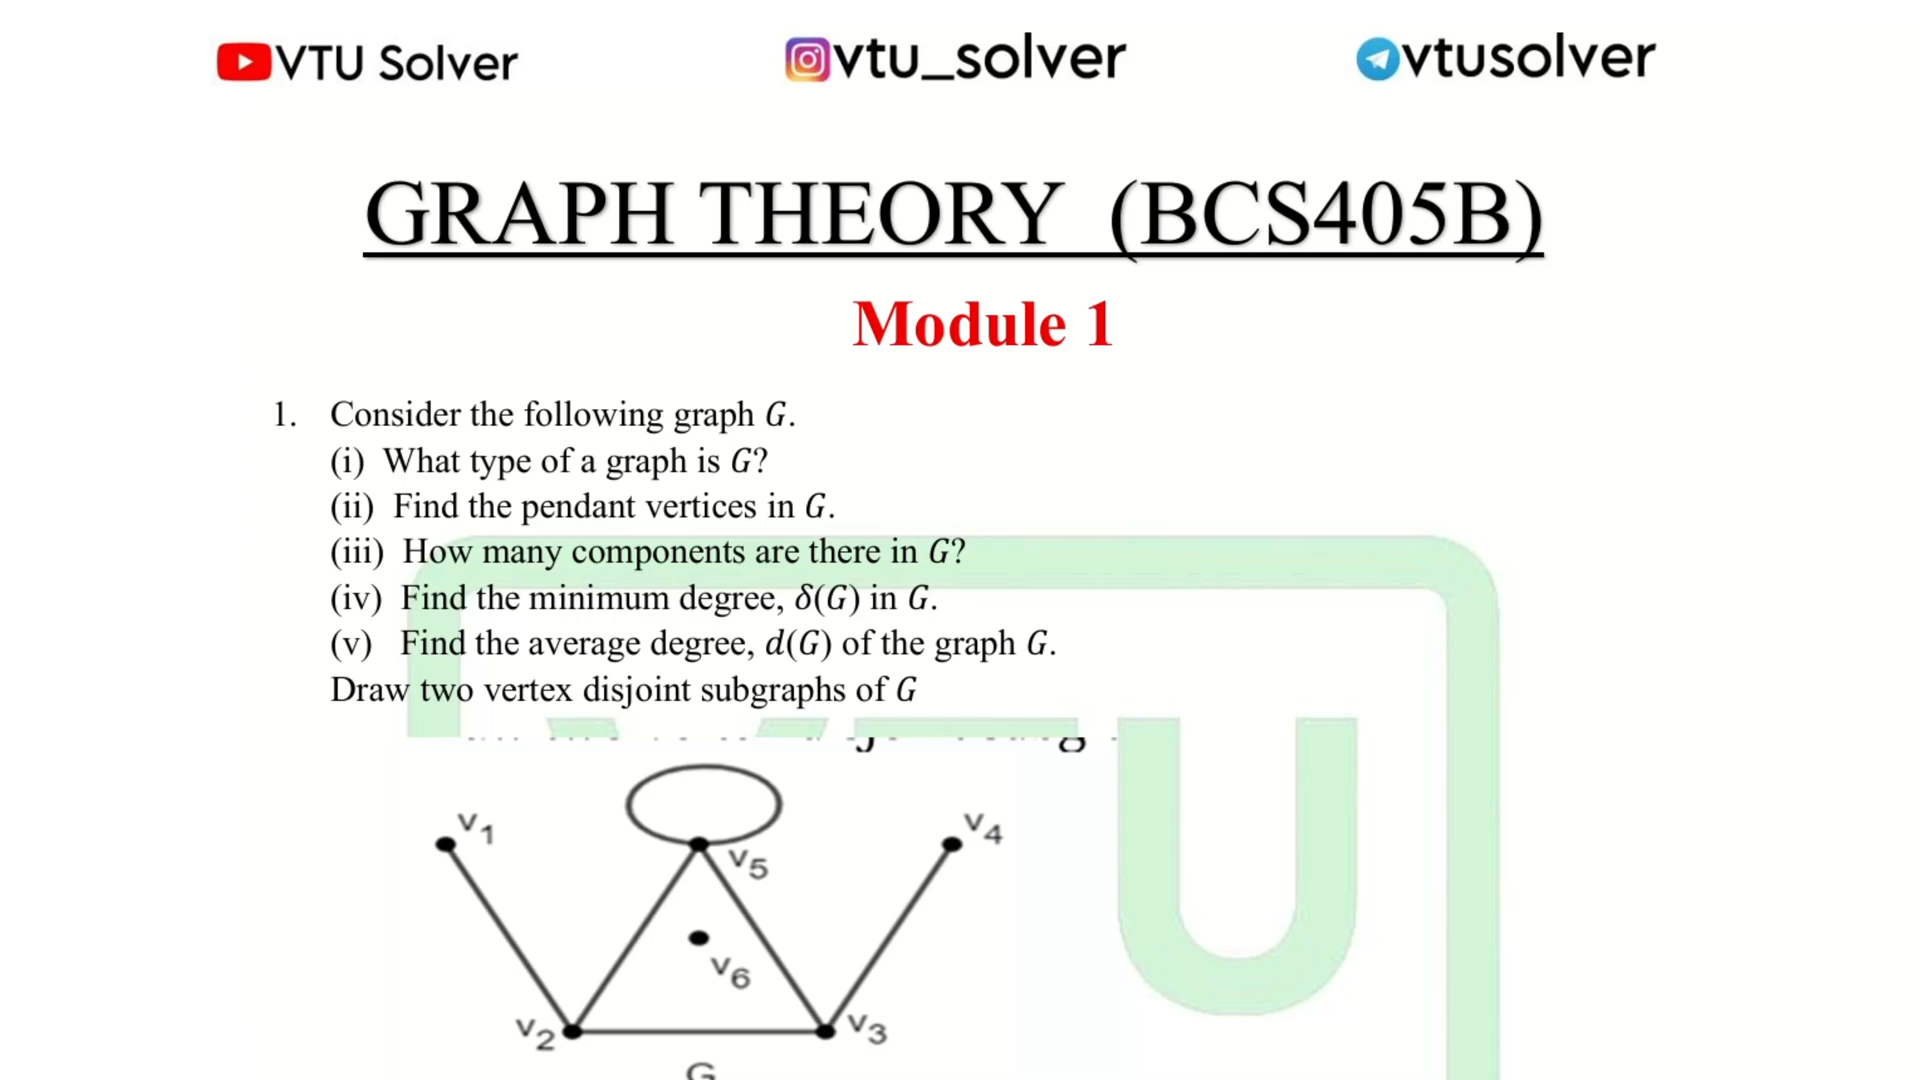 VTU Solver
vtu_solver
vtusolver
GRAPH THEORY (BCS405B)
Module 1
1. Consider the following graph G.
(i) What type of a graph is G?
(ii) Find the pendant vertices in G.
(iii) How many components are there in G?
(iv) Find the minimum degree, δ(G) in G.
(v) Find the average degree, d(G) of the graph G.
Draw two vertex disjoint subgraphs of G
v1
v4
v5
v6
v2
v3
G